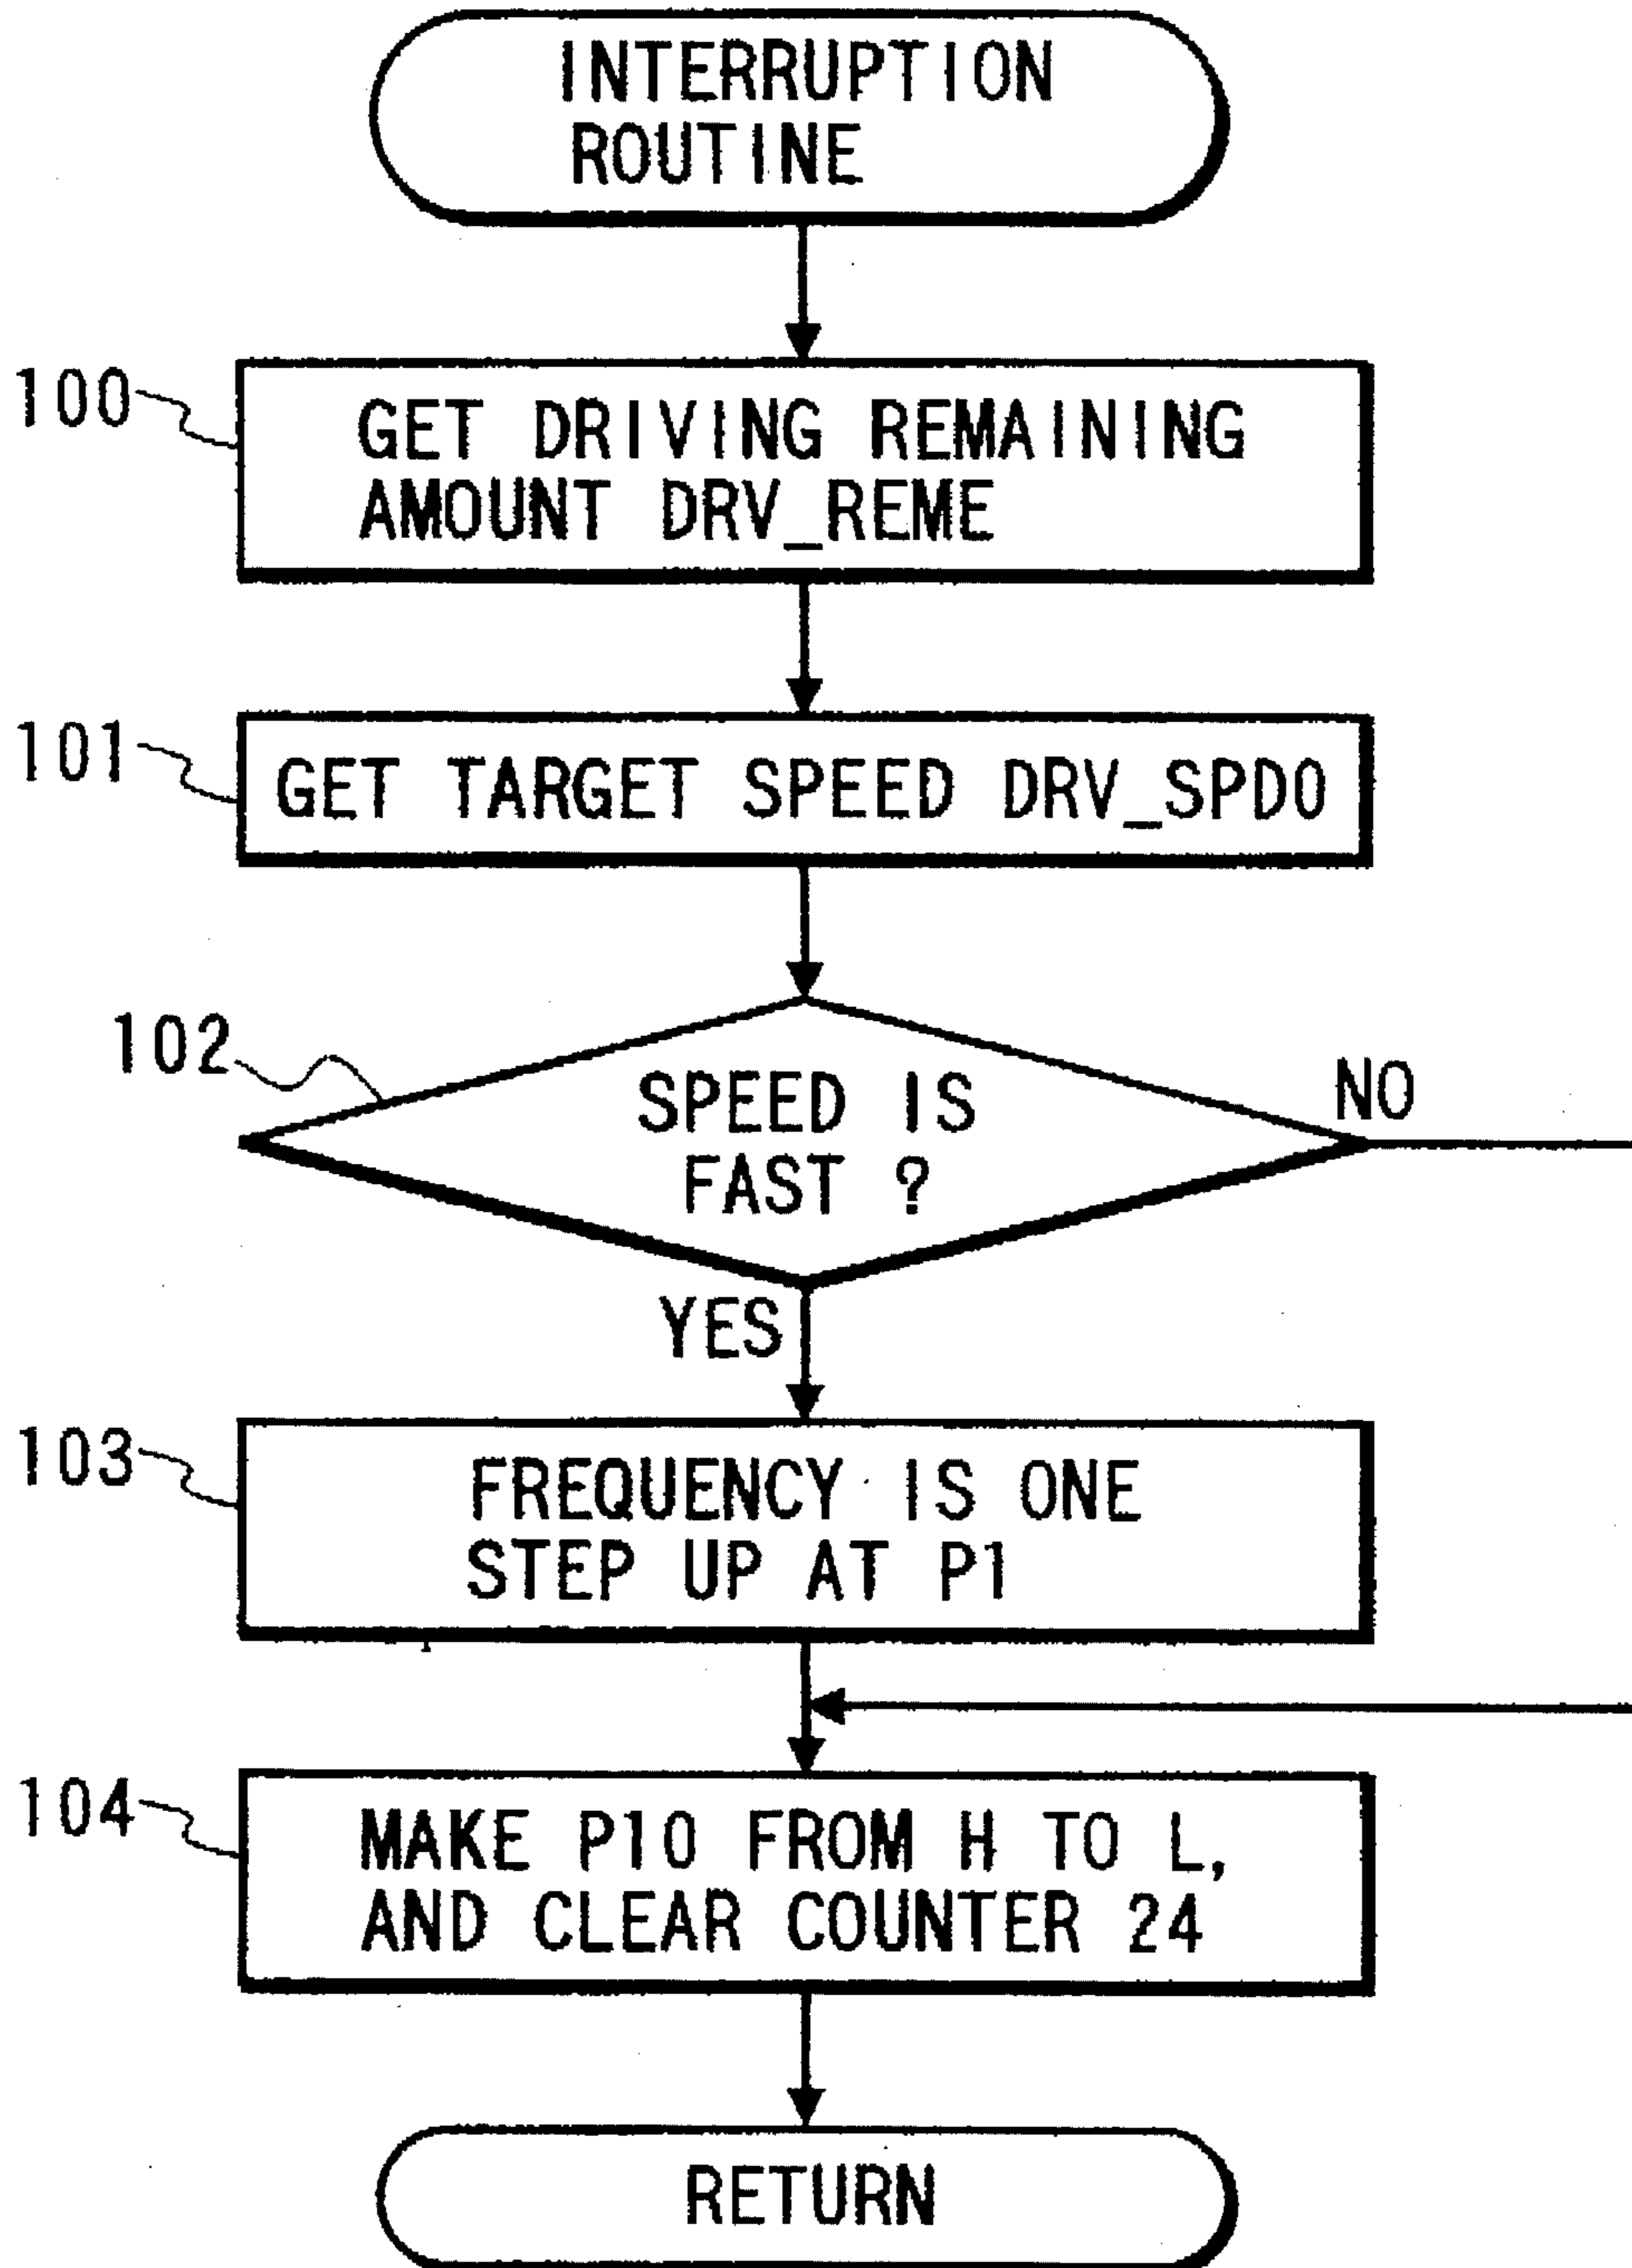 INTERRUPTION
ROUTINE
100
GET DRIVING REMAINING
AMOUNT DRV_REME
101
GET TARGET SPEED DRV_SPD0
102
SPEED IS
FAST ?
NO
YES
103
FREQUENCY IS ONE
STEP UP AT P1
104
MAKE P10 FROM H TO L,
AND CLEAR COUNTER 24
RETURN